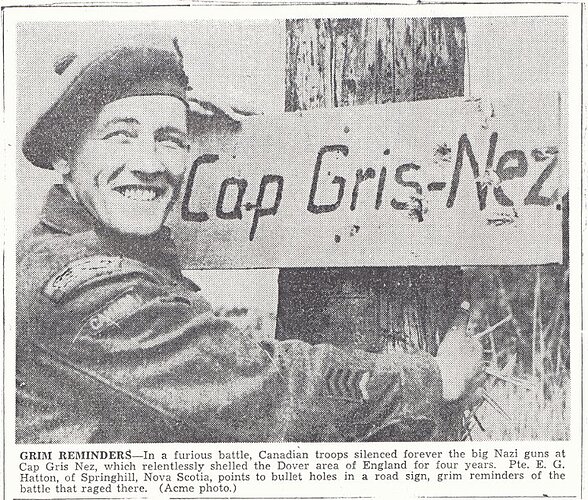 Cap Gris-Nez
GRIM REMINDERS—In a furious battle, Canadian troops silenced forever the big Nazi guns at
Cap Gris Nez, which relentlessly shelled the Dover area of England for four years. Pte. E. G.
Hatton, of Springhill, Nova Scotia, points to bullet holes in a road sign, grim reminders of the
battle that raged there. (Acme photo.)